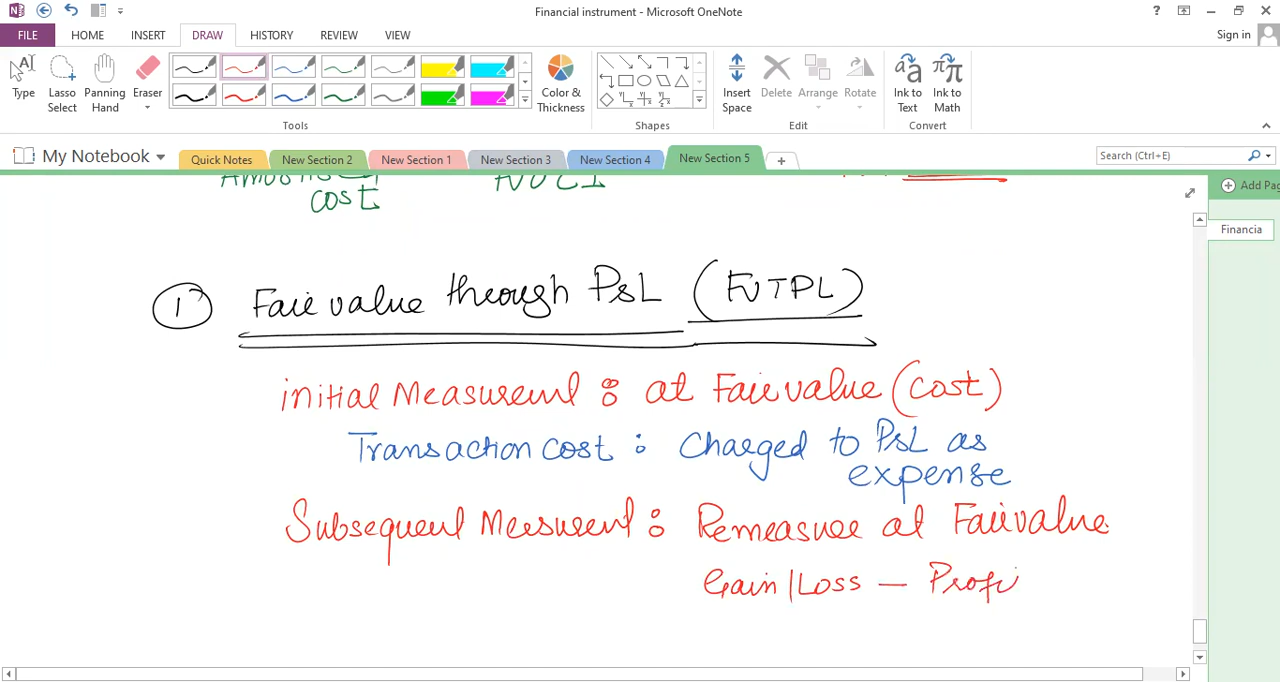 Financial instrument - Microsoft OneNote
Sign in
FILE HOME INSERT DRAW HISTORY REVIEW VIEW
Type
Lasso Select
Panning Hand
Eraser
Color & Thickness
Insert Space
Delete
Arrange
Rotate
Ink to Text
Ink to Math
Tools
Shapes
Edit
Convert
My Notebook
Quick Notes New Section 2 New Section 1 New Section 3 New Section 4 New Section 5
Search (Ctrl+E)
Add Pag
Financia
cost
1 Fair value through P&L (FVTPL)
initial Measurement : at Fair value (cost)
Transaction cost : Charged to P&L as
expense
Subsequent Measurement : Remeasure at Fair value.
Gain/Loss — Profi